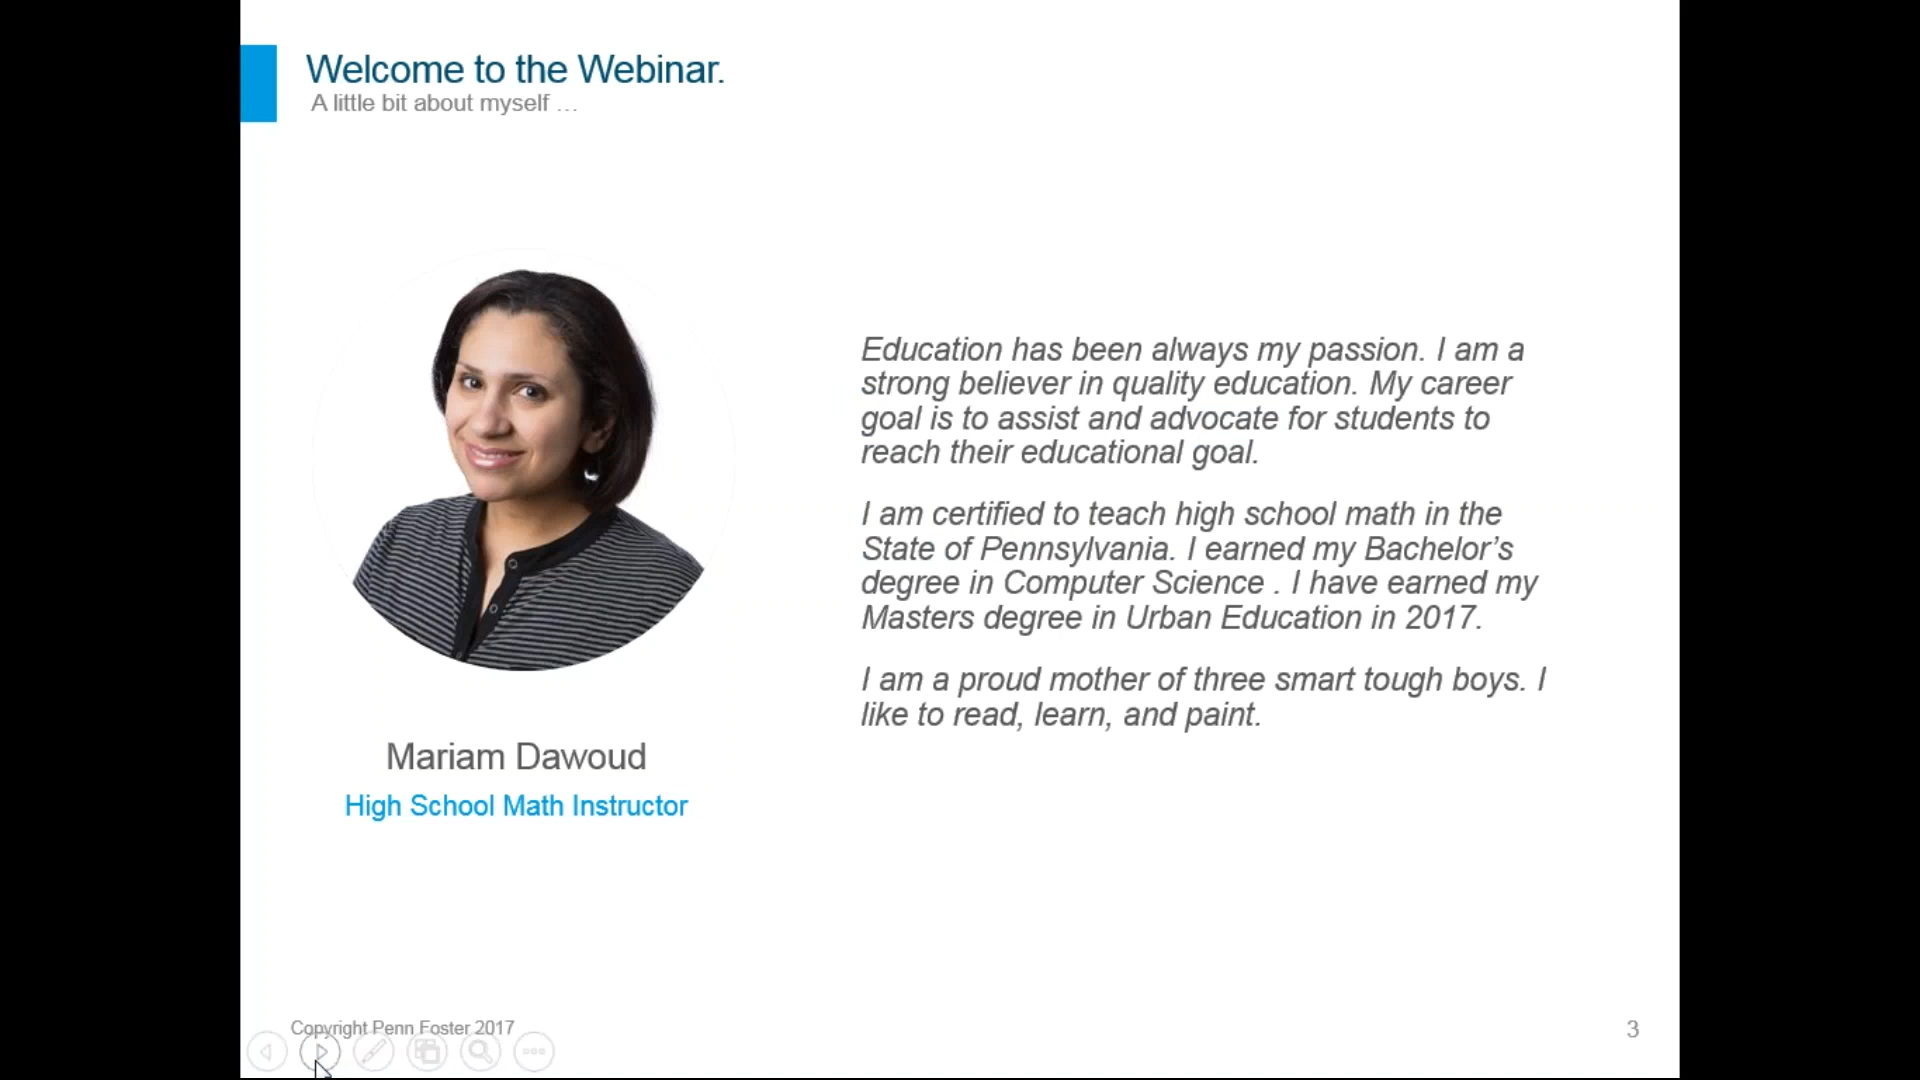 Welcome to the Webinar.
A little bit about myself ...
Education has been always my passion. I am a
strong believer in quality education. My career
goal is to assist and advocate for students to
reach their educational goal.
I am certified to teach high school math in the
State of Pennsylvania. I earned my Bachelor’s
degree in Computer Science . I have earned my
Masters degree in Urban Education in 2017.
I am a proud mother of three smart tough boys. I
like to read, learn, and paint.
Mariam Dawoud
High School Math Instructor
Copyright Penn Foster 2017
3